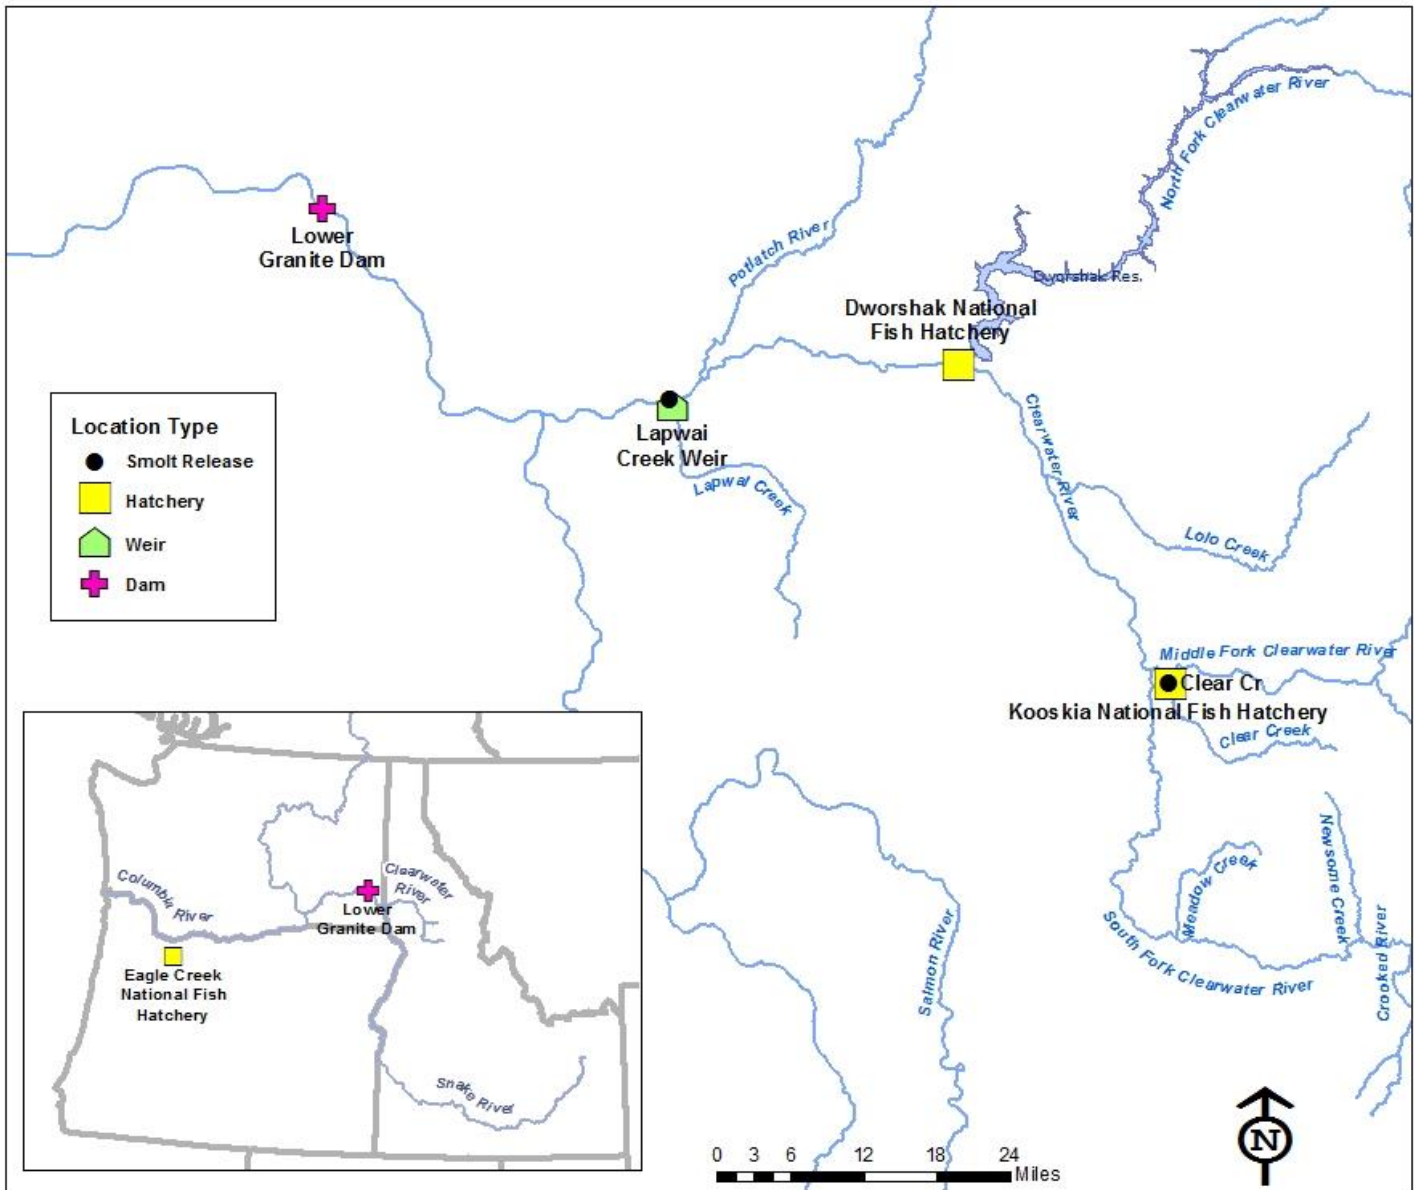 North Fork Clearwater River
Potlatch River
Lower
Granite Dam
Dworshak Res.
Dworshak National
Fish Hatchery
Clearwater River
Lapwai
Creek Weir
Lapwai Creek
Lolo Creek
Location Type
Smolt Release
Hatchery
Weir
Dam
Middle Fork Clearwater River
Clear Cr
Kooskia National Fish Hatchery
Clear Creek
Newsome Creek
Meadow Creek
South Fork Clearwater River
Crooked River
Salmon River
Columbia River
Clearwater
River
Lower
Granite Dam
Eagle Creek
National Fish
Hatchery
Snake River
N
0 3 6 12 18 24
Miles